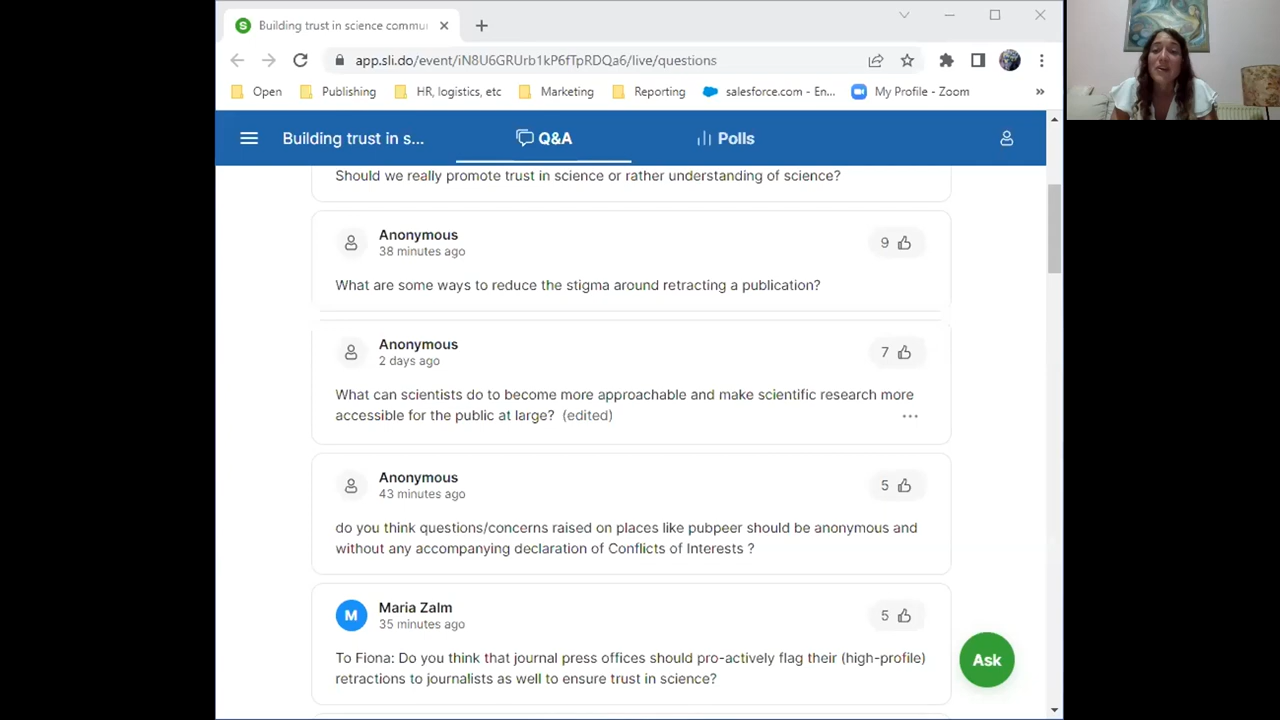 S Building trust in science commu
app.sli.do/event/iN8U6GRUrb1kP6fTpRDQa6/live/questions
Open Publishing HR, logistics, etc Marketing Reporting salesforce.com - En... My Profile - Zoom »
Building trust in s... Q&A Polls
Should we really promote trust in science or rather understanding of science?
Anonymous
38 minutes ago
9
What are some ways to reduce the stigma around retracting a publication?
Anonymous
2 days ago
7
What can scientists do to become more approachable and make scientific research more
accessible for the public at large? (edited)
Anonymous
43 minutes ago
5
do you think questions/concerns raised on places like pubpeer should be anonymous and
without any accompanying declaration of Conflicts of Interests ?
M
Maria Zalm
35 minutes ago
5
To Fiona: Do you think that journal press offices should pro-actively flag their (high-profile)
retractions to journalists as well to ensure trust in science?
Ask